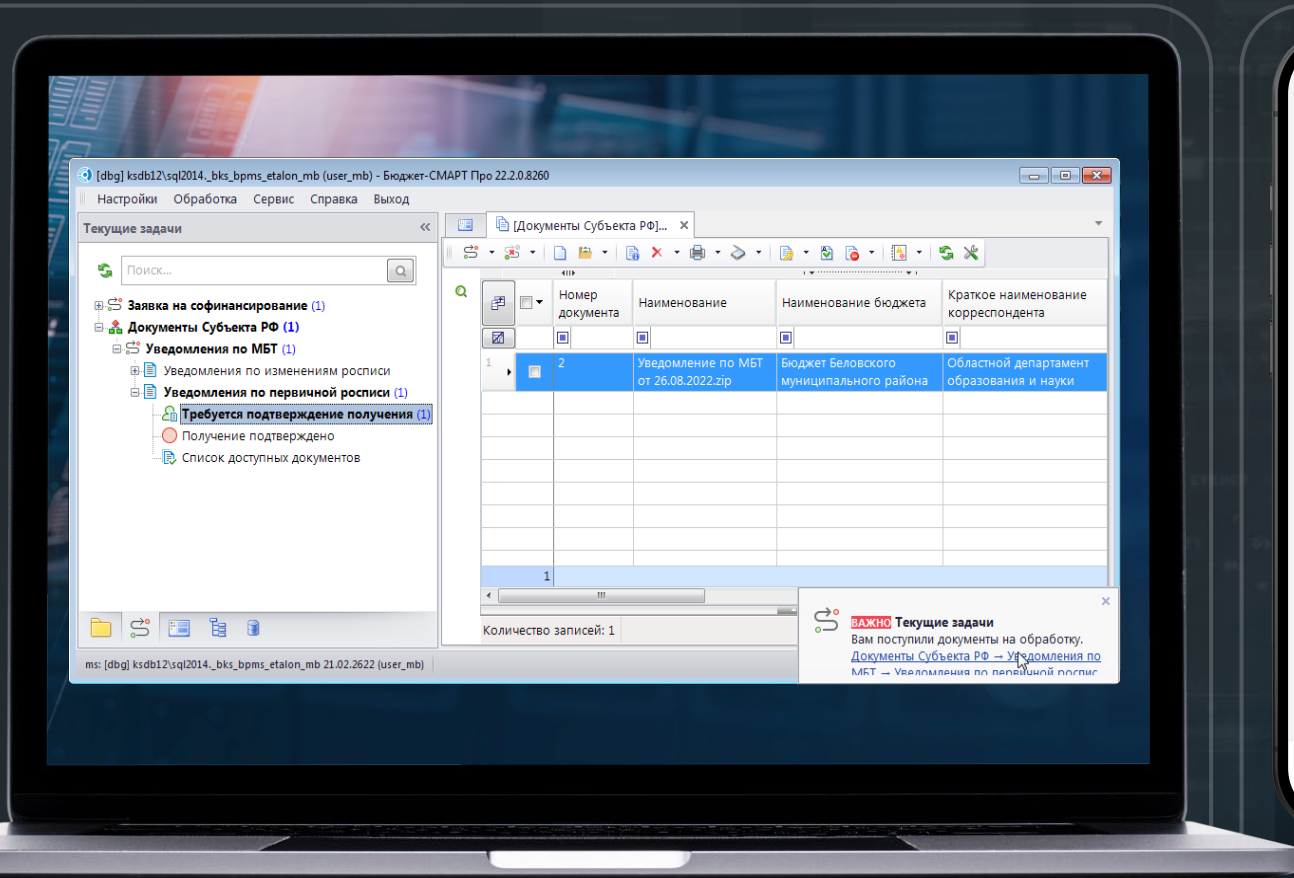 [dbg] ksdb12\sql2014._bks_bpms_etalon_mb (user_mb) - Бюджет-СМАРТ Про 22.2.0.8260
Настройки Обработка Сервис Справка Выход
Текущие задачи
Поиск...
Заявка на софинансирование (1)
Документы Субъекта РФ (1)
Уведомления по МБТ (1)
Уведомления по изменениям росписи
Уведомления по первичной росписи (1)
Требуется подтверждение получения (1)
Получение подтверждено
Список доступных документов
[Документы Субъекта РФ]...
Номер
документа
Наименование
Наименование бюджета
Краткое наименование
корреспондента
1
2
Уведомление по МБТ
от 26.08.2022.zip
Бюджет Беловского
муниципального района
Областной департамент
образования и науки
1
Количество записей: 1
ВАЖНО Текущие задачи
Вам поступили документы на обработку.
Документы Субъекта РФ → Уведомления по
МБТ → Уведомления по первичной роспис
ms: [dbg] ksdb12\sql2014._bks_bpms_etalon_mb 21.02.2622 (user_mb)